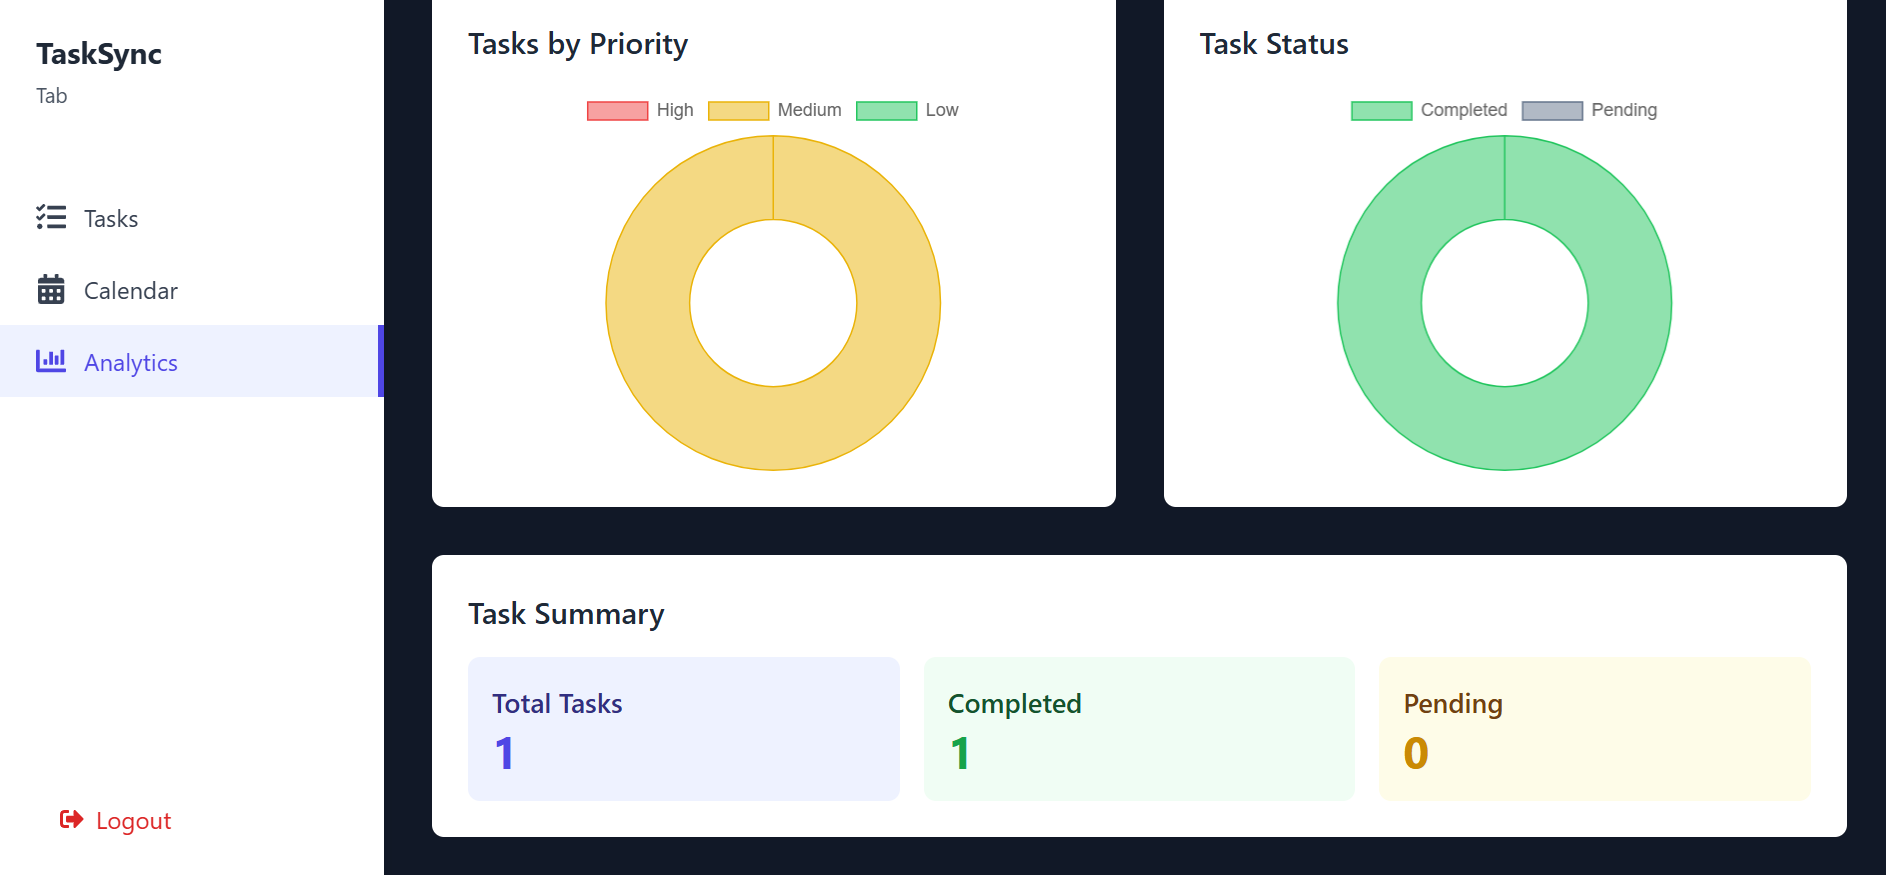 TaskSync
Tab
Tasks
Calendar
Analytics
Logout
Tasks by Priority
High Medium Low
Task Status
Completed Pending
Task Summary
Total Tasks
1
Completed
1
Pending
0